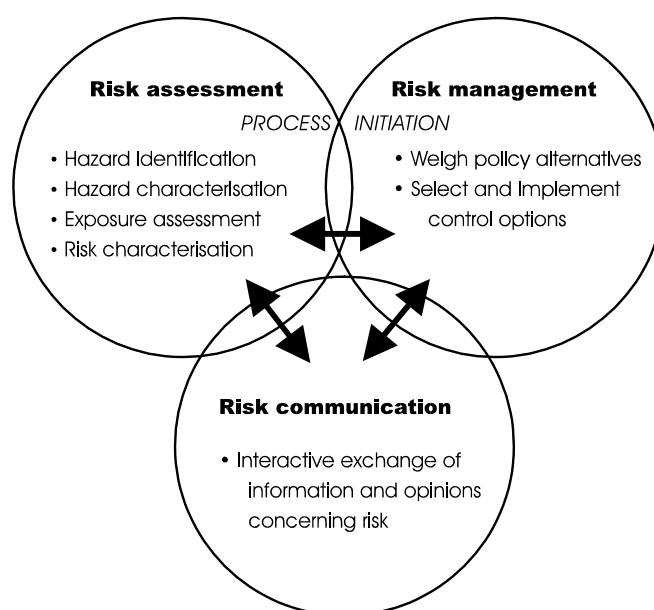 Risk assessment
PROCESS
• Hazard identification
• Hazard characterisation
• Exposure assessment
• Risk characterisation
Risk management
INITIATION
• Weigh policy alternatives
• Select and implement
control options
Risk communication
• Interactive exchange of
information and opinions
concerning risk